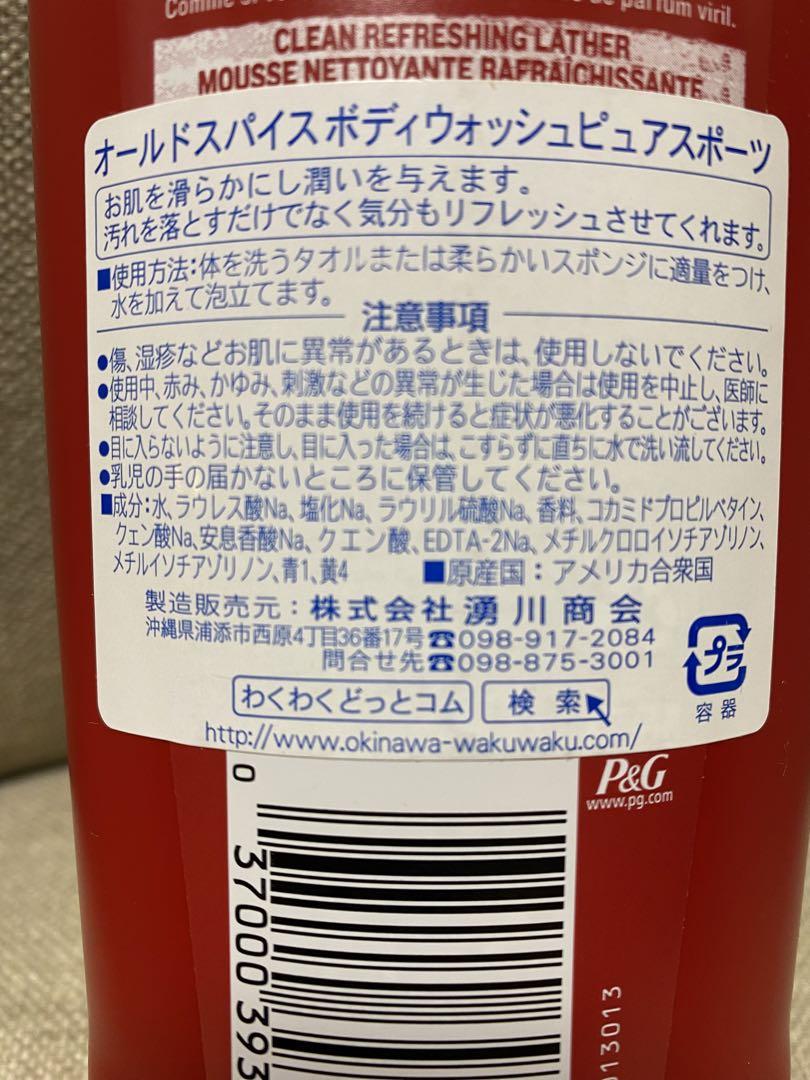 de parfum viril.
CLEAN REFRESHING LATHER
MOUSSE NETTOYANTE RAFRAÎCHISSANTE
オールドスパイス ボディウォッシュピュアスポーツ
お肌を滑らかにし潤いを与えます。
汚れを落とすだけでなく気分もリフレッシュさせてくれます。
■使用方法:体を洗うタオルまたは柔らかいスポンジに適量をつけ、
水を加えて泡立てます。
注意事項
●傷、湿疹などお肌に異常があるときは、使用しないでください。
●使用中、赤み、かゆみ、刺激などの異常が生じた場合は使用を中止し、医師に
相談してください。そのまま使用を続けると症状が悪化することがございます。
●目に入らないように注意し、目に入った場合は、こすらずに直ちに水で洗い流してください。
●乳児の手の届かないところに保管してください。
■成分:水、ラウレス酸Na、塩化Na、ラウリル硫酸Na、香料、コカミドプロピルベタイン、
クェン酸Na、安息香酸Na、クエン酸、EDTA-2Na、メチルクロロイソチアゾリノン、
メチルイソチアゾリノン、青1、黄4 ■原産国:アメリカ合衆国
製造販売元:株式会社 湧川商会
沖縄県浦添市西原4丁目36番17号☎098-917-2084
問合せ先☎098-875-3001
プラ
容器
わくわくどっとコム 検索
http://www.okinawa-wakuwaku.com/
P&G
www.pg.com
0 37000 393
13013